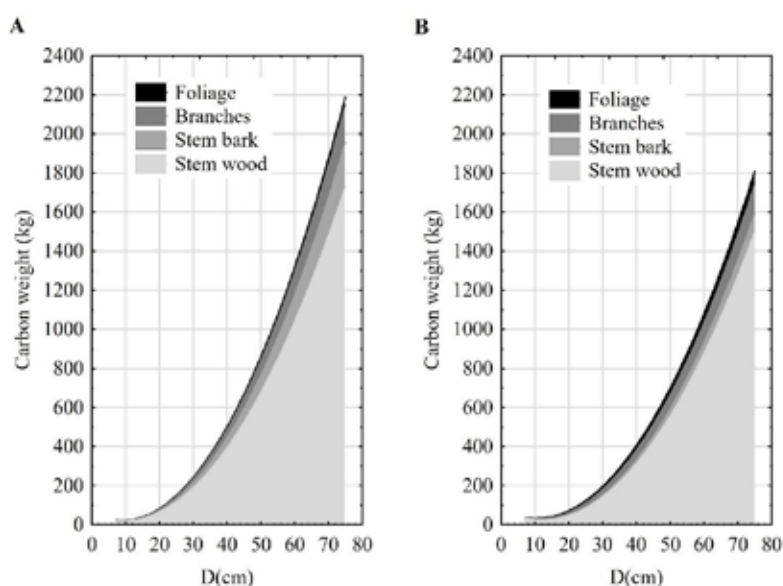 A
2400
2200
2000
1800
1600
1400
1200
1000
800
600
400
200
0
Carbon weight (kg)
Foliage
Branches
Stem bark
Stem wood
0 10 20 30 40 50 60 70 80
D(cm)
B
2400
2200
2000
1800
1600
1400
1200
1000
800
600
400
200
0
Carbon weight (kg)
Foliage
Branches
Stem bark
Stem wood
0 10 20 30 40 50 60 70 80
D(cm)